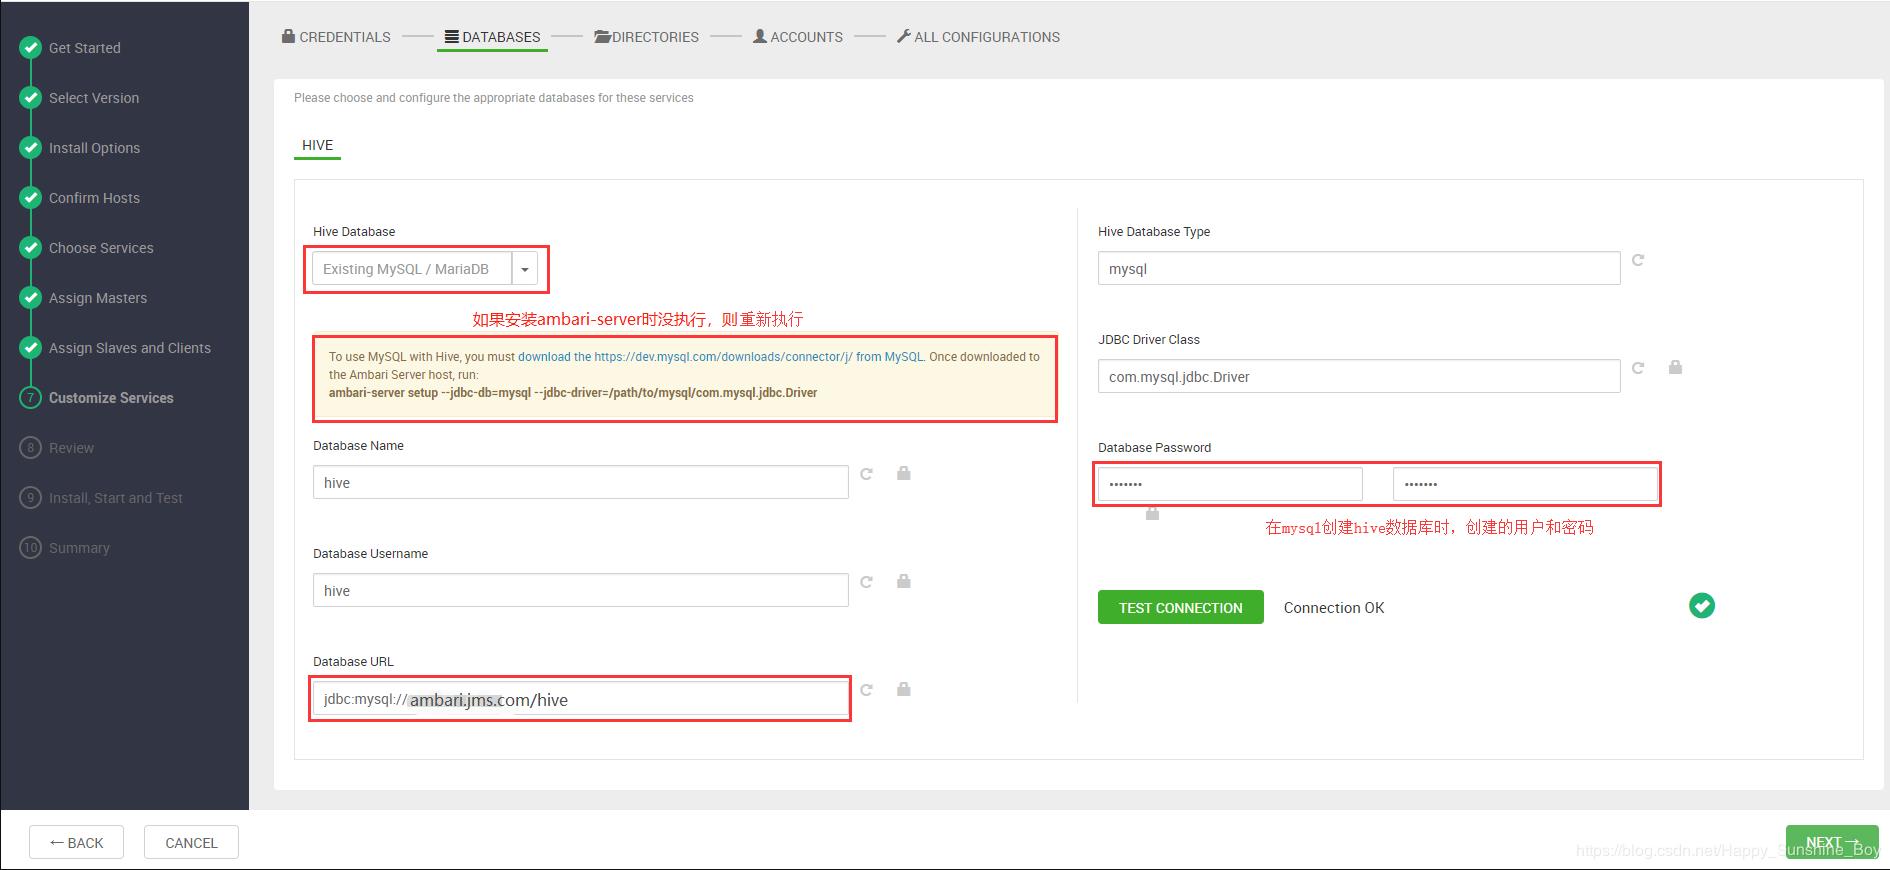 Get Started
Select Version
Install Options
Confirm Hosts
Choose Services
Assign Masters
Assign Slaves and Clients
7 Customize Services
8 Review
9 Install, Start and Test
10 Summary
CREDENTIALS DATABASES DIRECTORIES ACCOUNTS ALL CONFIGURATIONS
Please choose and configure the appropriate databases for these services
HIVE
Hive Database
Existing MySQL / MariaDB
如果安装ambari-server时没执行，则重新执行
To use MySQL with Hive, you must download the https://dev.mysql.com/downloads/connector/j/ from MySQL. Once downloaded to
the Ambari Server host, run:
ambari-server setup --jdbc-db=mysql --jdbc-driver=/path/to/mysql/com.mysql.jdbc.Driver
Database Name
hive
Database Username
hive
Database URL
jdbc:mysql://ambari.jms.com/hive
Hive Database Type
mysql
JDBC Driver Class
com.mysql.jdbc.Driver
Database Password
••••••• •••••••
在mysql创建hive数据库时，创建的用户和密码
TEST CONNECTION Connection OK
← BACK CANCEL NEXT →
https://blog.csdn.net/Happy_Sunshine_Boy